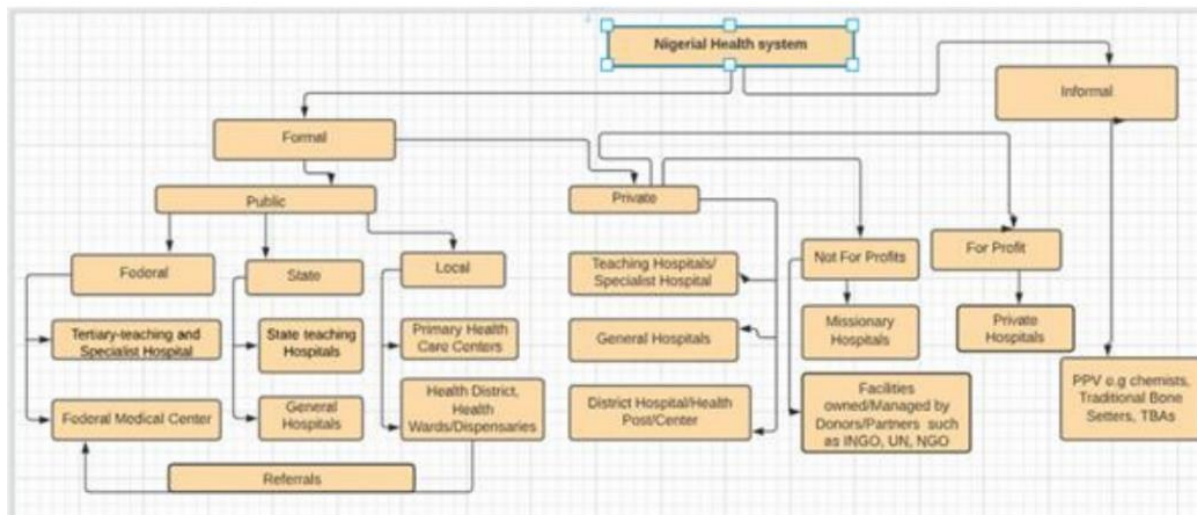 Nigerial Health system
Informal
Formal
Public
Private
Federal
State
Local
Teaching Hospitals/
Specialist Hospital
Not For Profits
For Profit
Tertiary-teaching and
Specialist Hospital
State teaching
Hospitals
Primary Health
Care Centers
General Hospitals
Missionary
Hospitals
Private
Hospitals
Federal Medical Center
General
Hospitals
Health District,
Health
Wards/Dispensaries
District Hospital/Health
Post/Center
Facilities
owned/Managed by
Donors/Partners such
as INGO, UN, NGO
PPV e.g chemists,
Traditional Bone
Setters, TBAs
Referrals